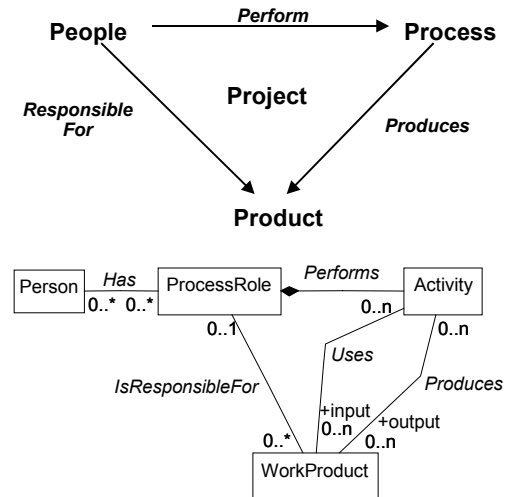 Perform
People
Process
Project
Responsible
For
Produces
Product
Has
Performs
Person
ProcessRole
Activity
0..* 0..*
0..n
0..1
0..n
Uses
IsResponsibleFor
Produces
+input
+output
0..n
0..*
0..n
WorkProduct